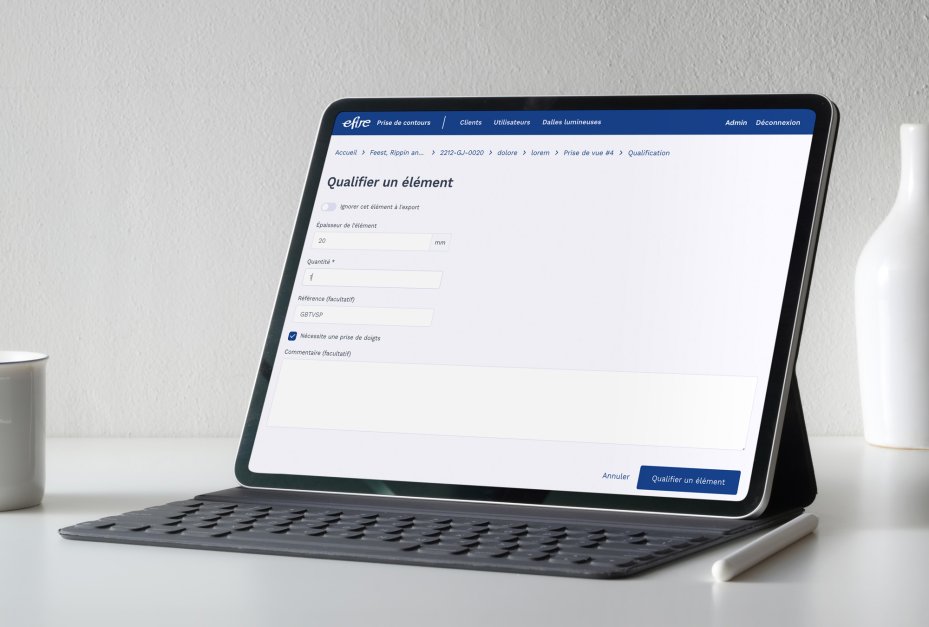 efire Prise de contours Clients Utilisateurs Dalles lumineuses Admin Déconnexion
Accueil > Feest, Rippin an... > 2212-GJ-0020 > dolore > lorem > Prise de vue #4 > Qualification
Qualifier un élément
Ignorer cet élément à l'export
Épaisseur de l'élément
20 mm
Quantité *
1
Référence (facultatif)
GBTVSP
Nécessite une prise de doigts
Commentaire (facultatif)
Annuler Qualifier un élément